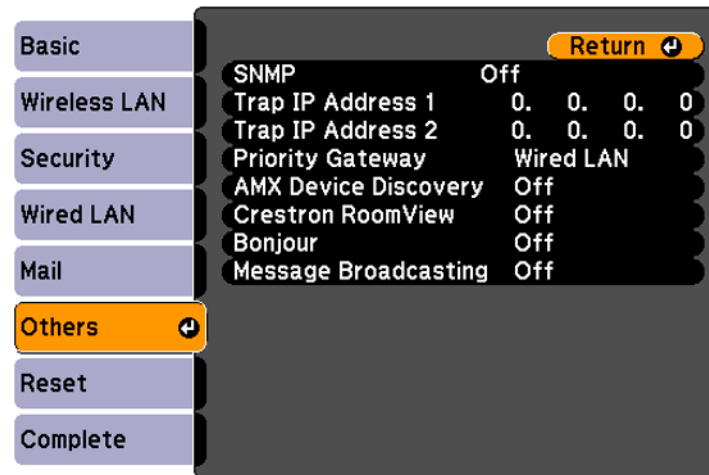 Basic
Wireless LAN
Security
Wired LAN
Mail
Others
Reset
Complete
Return
SNMP Off
Trap IP Address 1 0. 0. 0. 0
Trap IP Address 2 0. 0. 0. 0
Priority Gateway Wired LAN
AMX Device Discovery Off
Crestron RoomView Off
Bonjour Off
Message Broadcasting Off